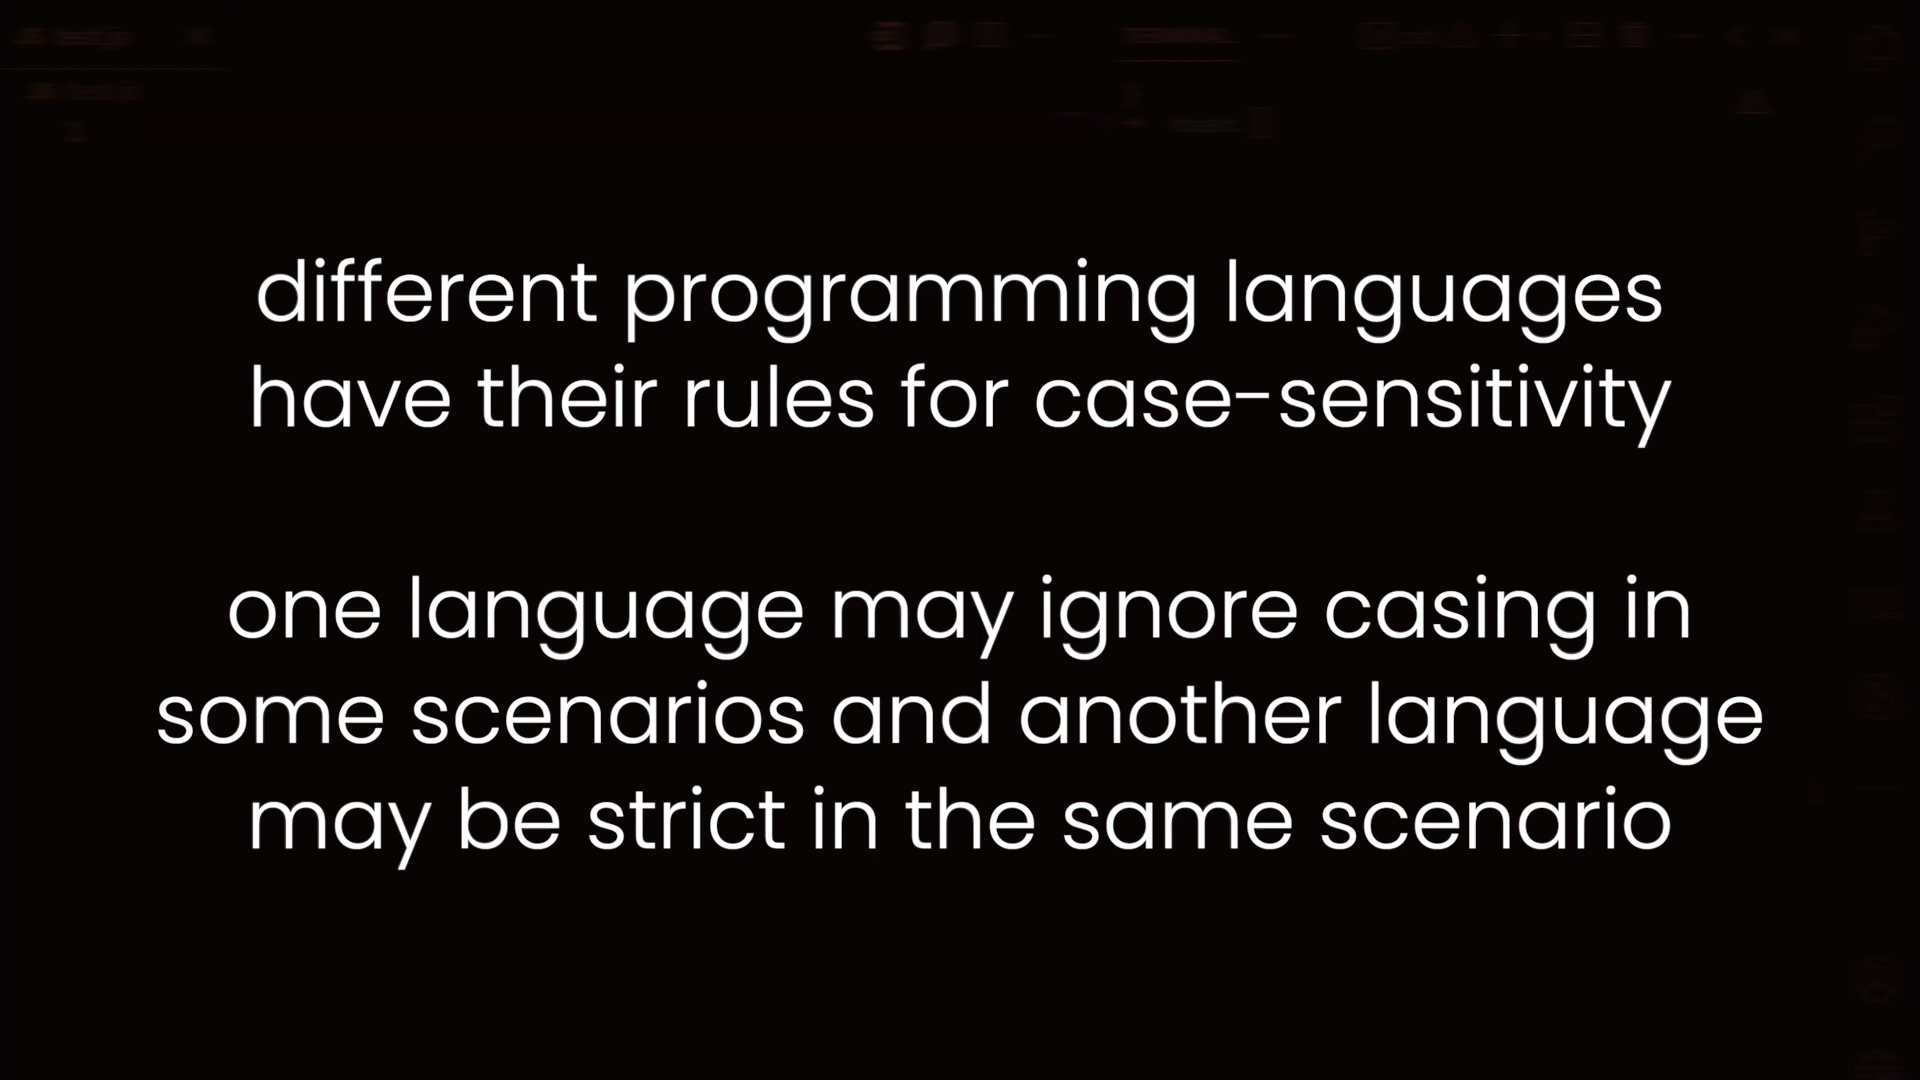 different programming languages
have their rules for case-sensitivity
one language may ignore casing in
some scenarios and another language
may be strict in the same scenario